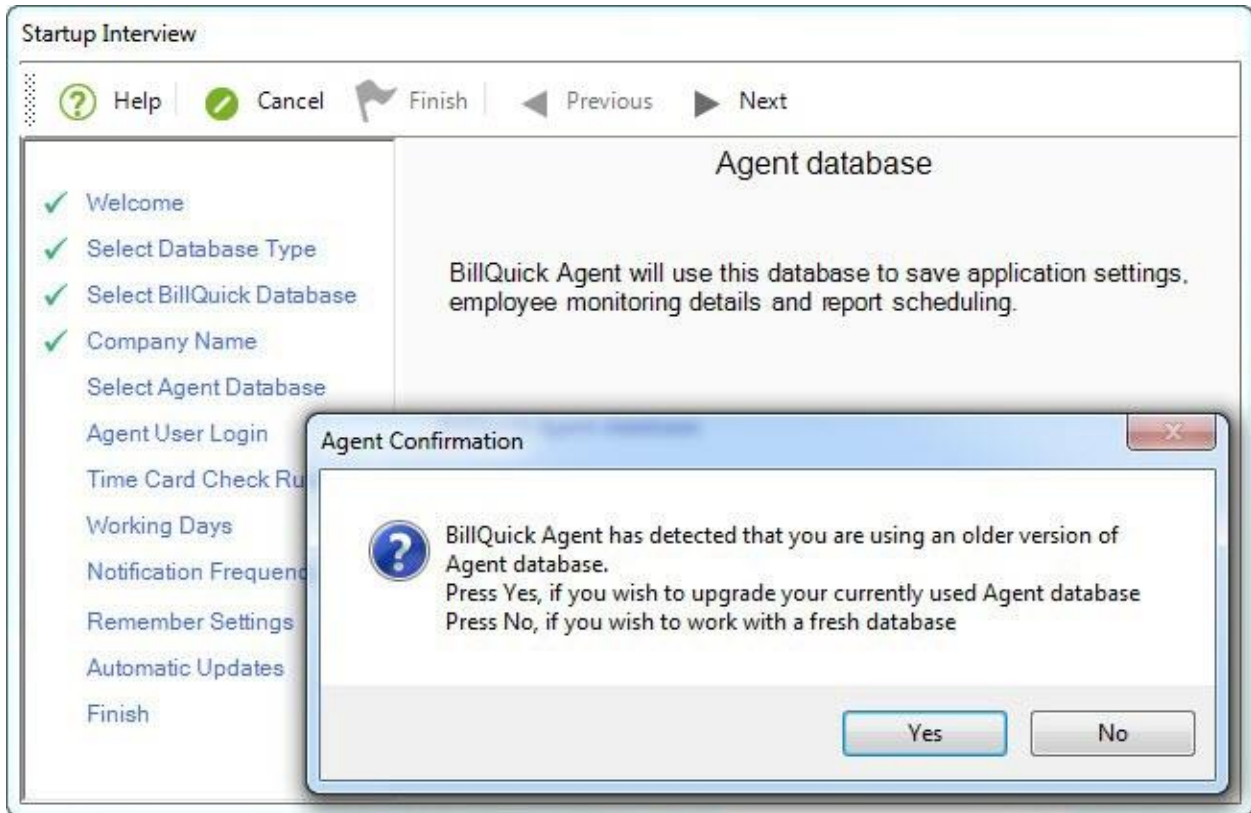 Startup Interview
Help Cancel Finish Previous Next
Agent database
Welcome
Select Database Type
Select BillQuick Database
Company Name
Select Agent Database
Agent User Login
Time Card Check Ru
Working Days
Notification Frequenc
Remember Settings
Automatic Updates
Finish
BillQuick Agent will use this database to save application settings,
employee monitoring details and report scheduling.
Agent Confirmation
BillQuick Agent has detected that you are using an older version of
Agent database.
Press Yes, if you wish to upgrade your currently used Agent database
Press No, if you wish to work with a fresh database
Yes No